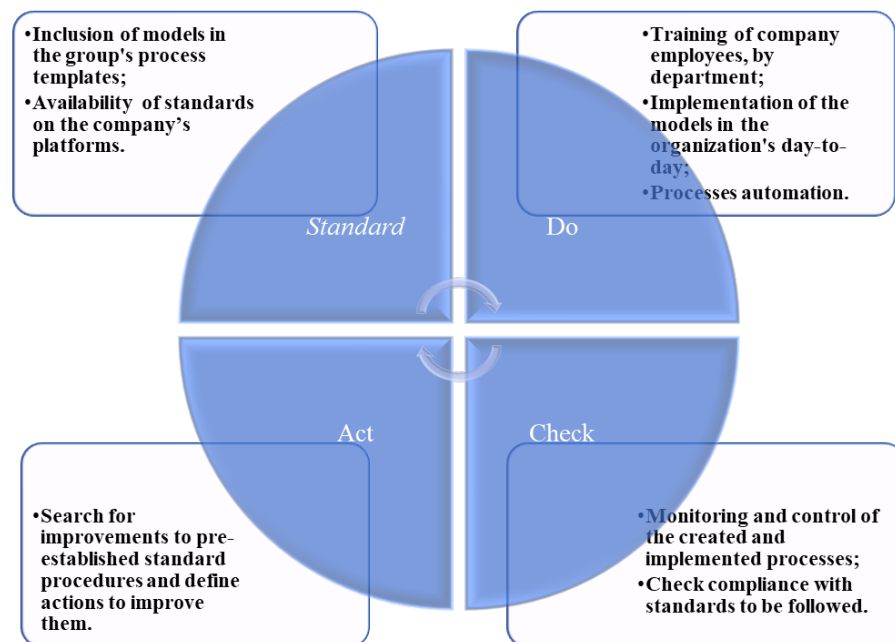 •Inclusion of models in
the group's process
templates;
•Availability of standards
on the company’s
platforms.
•Training of company
employees, by
department;
•Implementation of the
models in the
organization's day-to-
day;
•Processes automation.
Standard
Do
Act
Check
•Search for
improvements to pre-
established standard
procedures and define
actions to improve
them.
•Monitoring and control of
the created and
implemented processes;
•Check compliance with
standards to be followed.